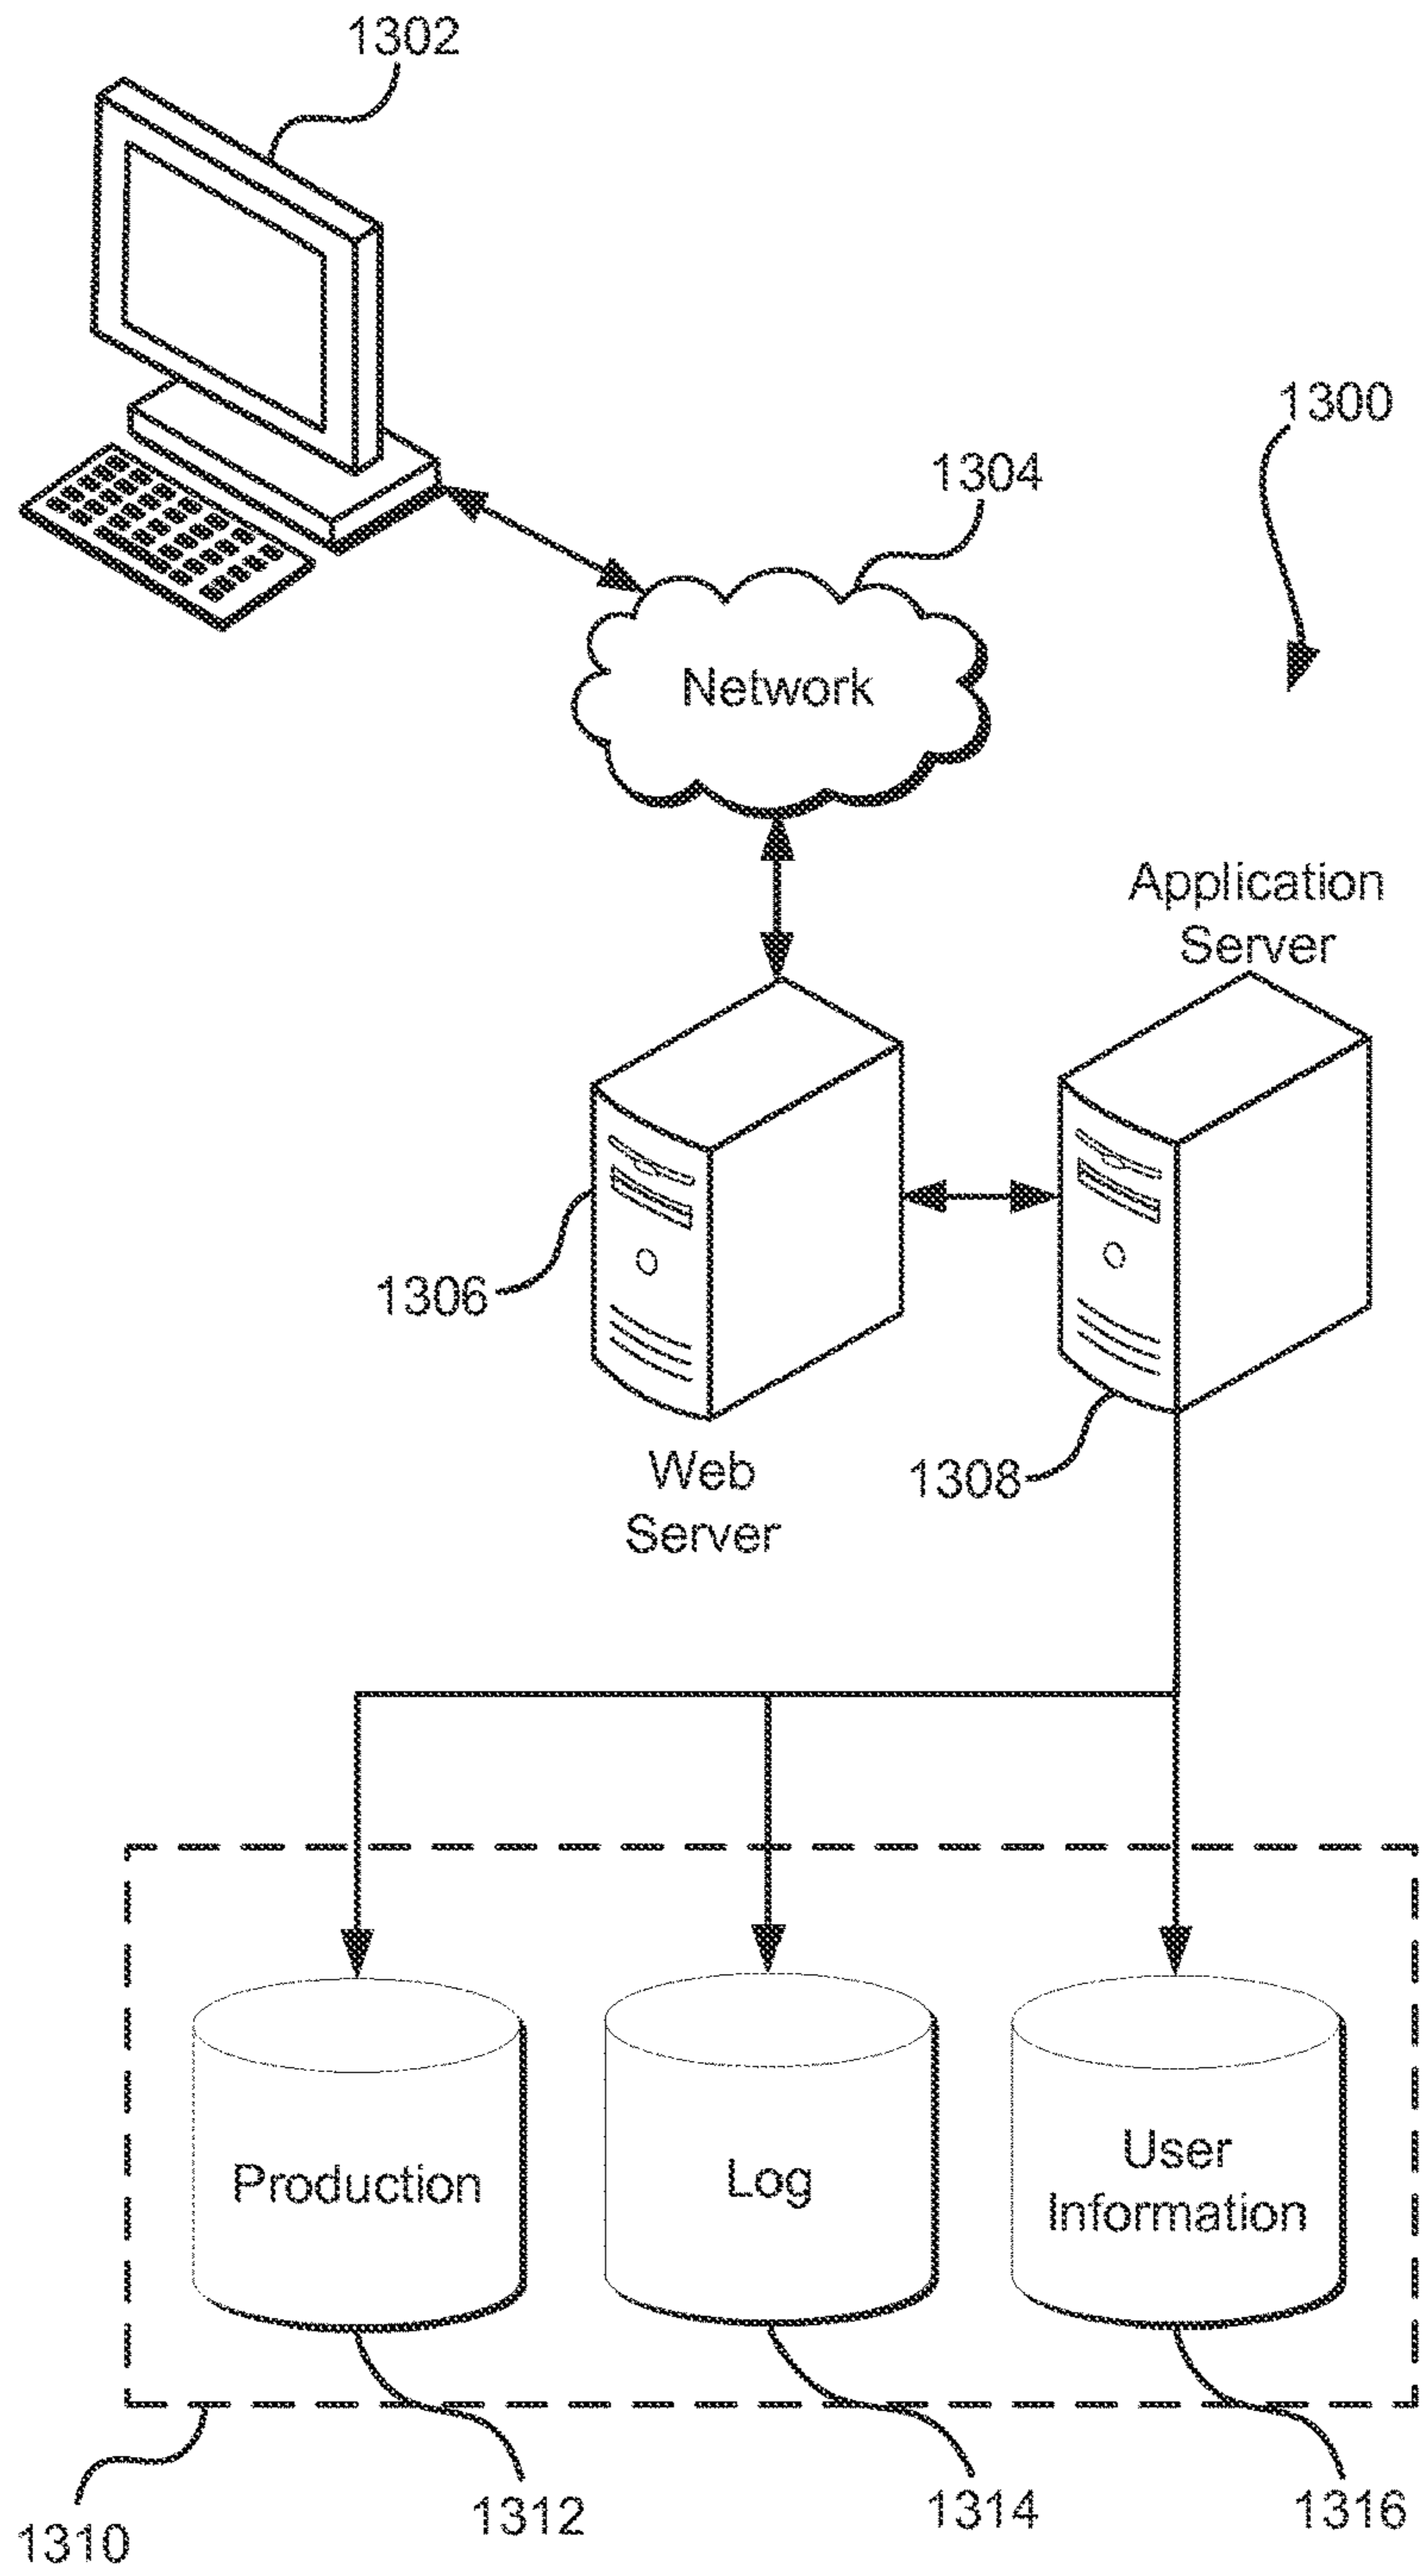 1302
1300
1304
Network
Application
Server
1306
Web
Server
1308
Production
Log
User
Information
1310
1312
1314
1316